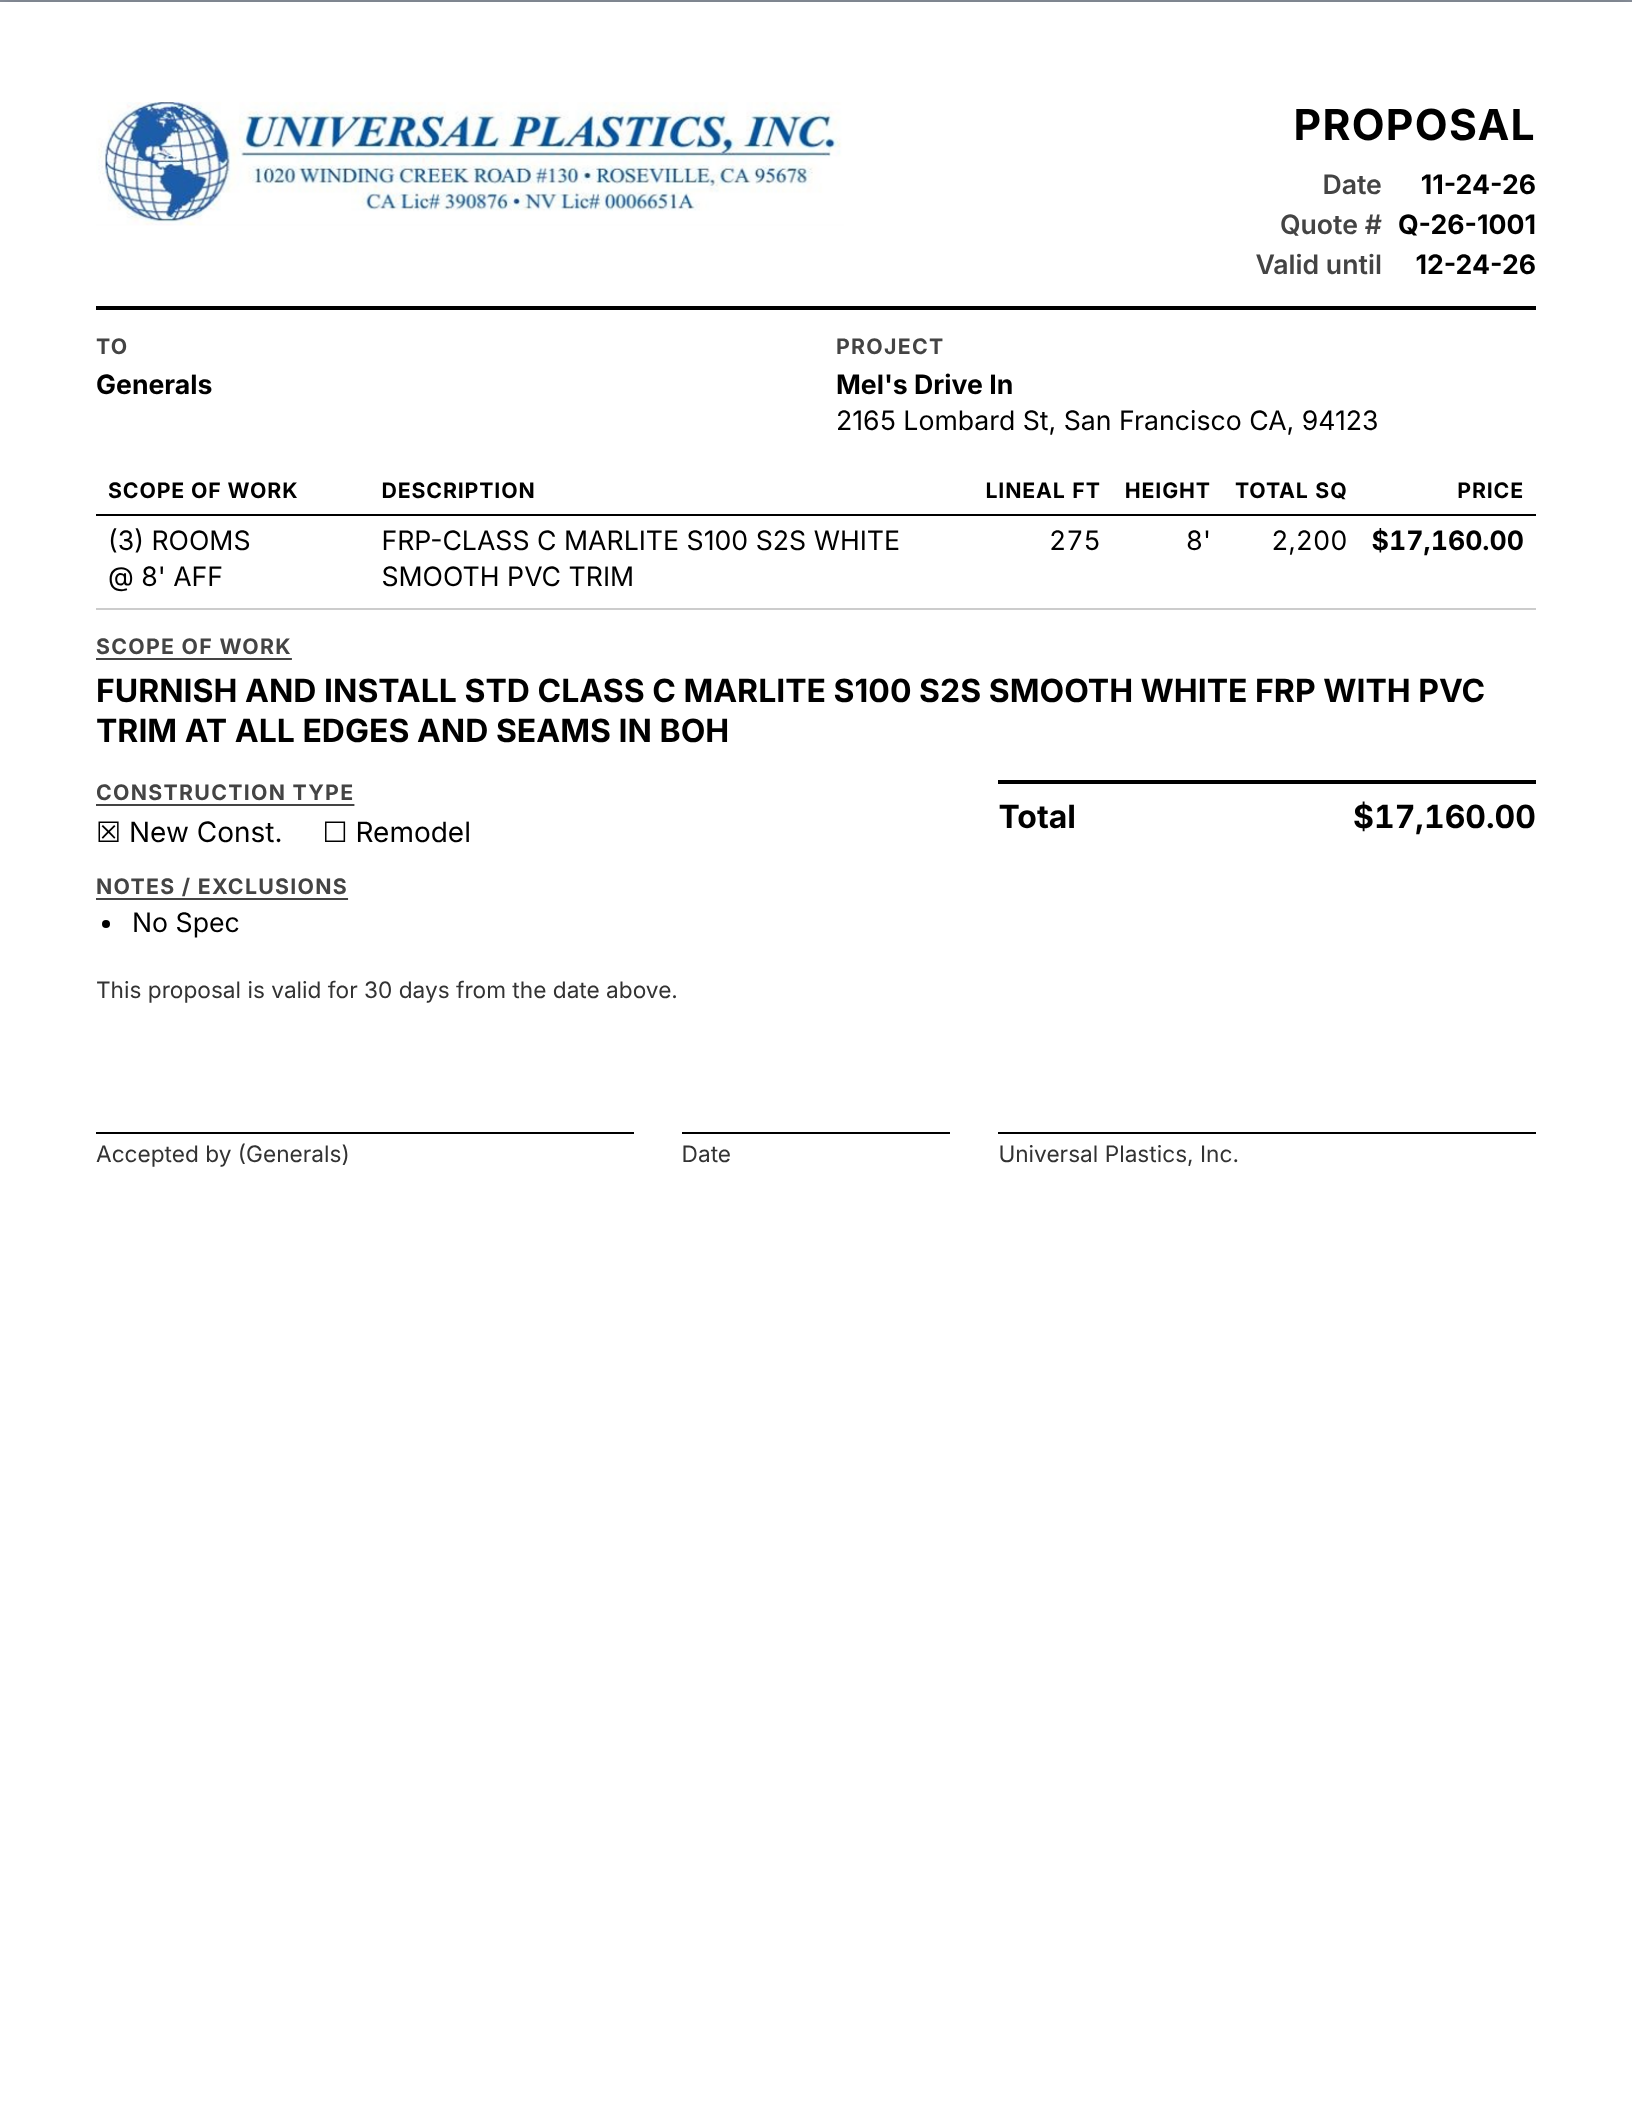 UNIVERSAL PLASTICS, INC.
1020 WINDING CREEK ROAD #130 • ROSEVILLE, CA 95678
CA Lic# 390876 • NV Lic# 0006651A
PROPOSAL
Date 11-24-26
Quote # Q-26-1001
Valid until 12-24-26
TO
Generals
PROJECT
Mel's Drive In
2165 Lombard St, San Francisco CA, 94123
SCOPE OF WORK DESCRIPTION LINEAL FT HEIGHT TOTAL SQ PRICE
(3) ROOMS FRP-CLASS C MARLITE S100 S2S WHITE 275 8' 2,200 $17,160.00
@ 8' AFF SMOOTH PVC TRIM
SCOPE OF WORK
FURNISH AND INSTALL STD CLASS C MARLITE S100 S2S SMOOTH WHITE FRP WITH PVC
TRIM AT ALL EDGES AND SEAMS IN BOH
CONSTRUCTION TYPE
☒ New Const. ☐ Remodel
Total $17,160.00
NOTES / EXCLUSIONS
• No Spec
This proposal is valid for 30 days from the date above.
Accepted by (Generals) Date Universal Plastics, Inc.